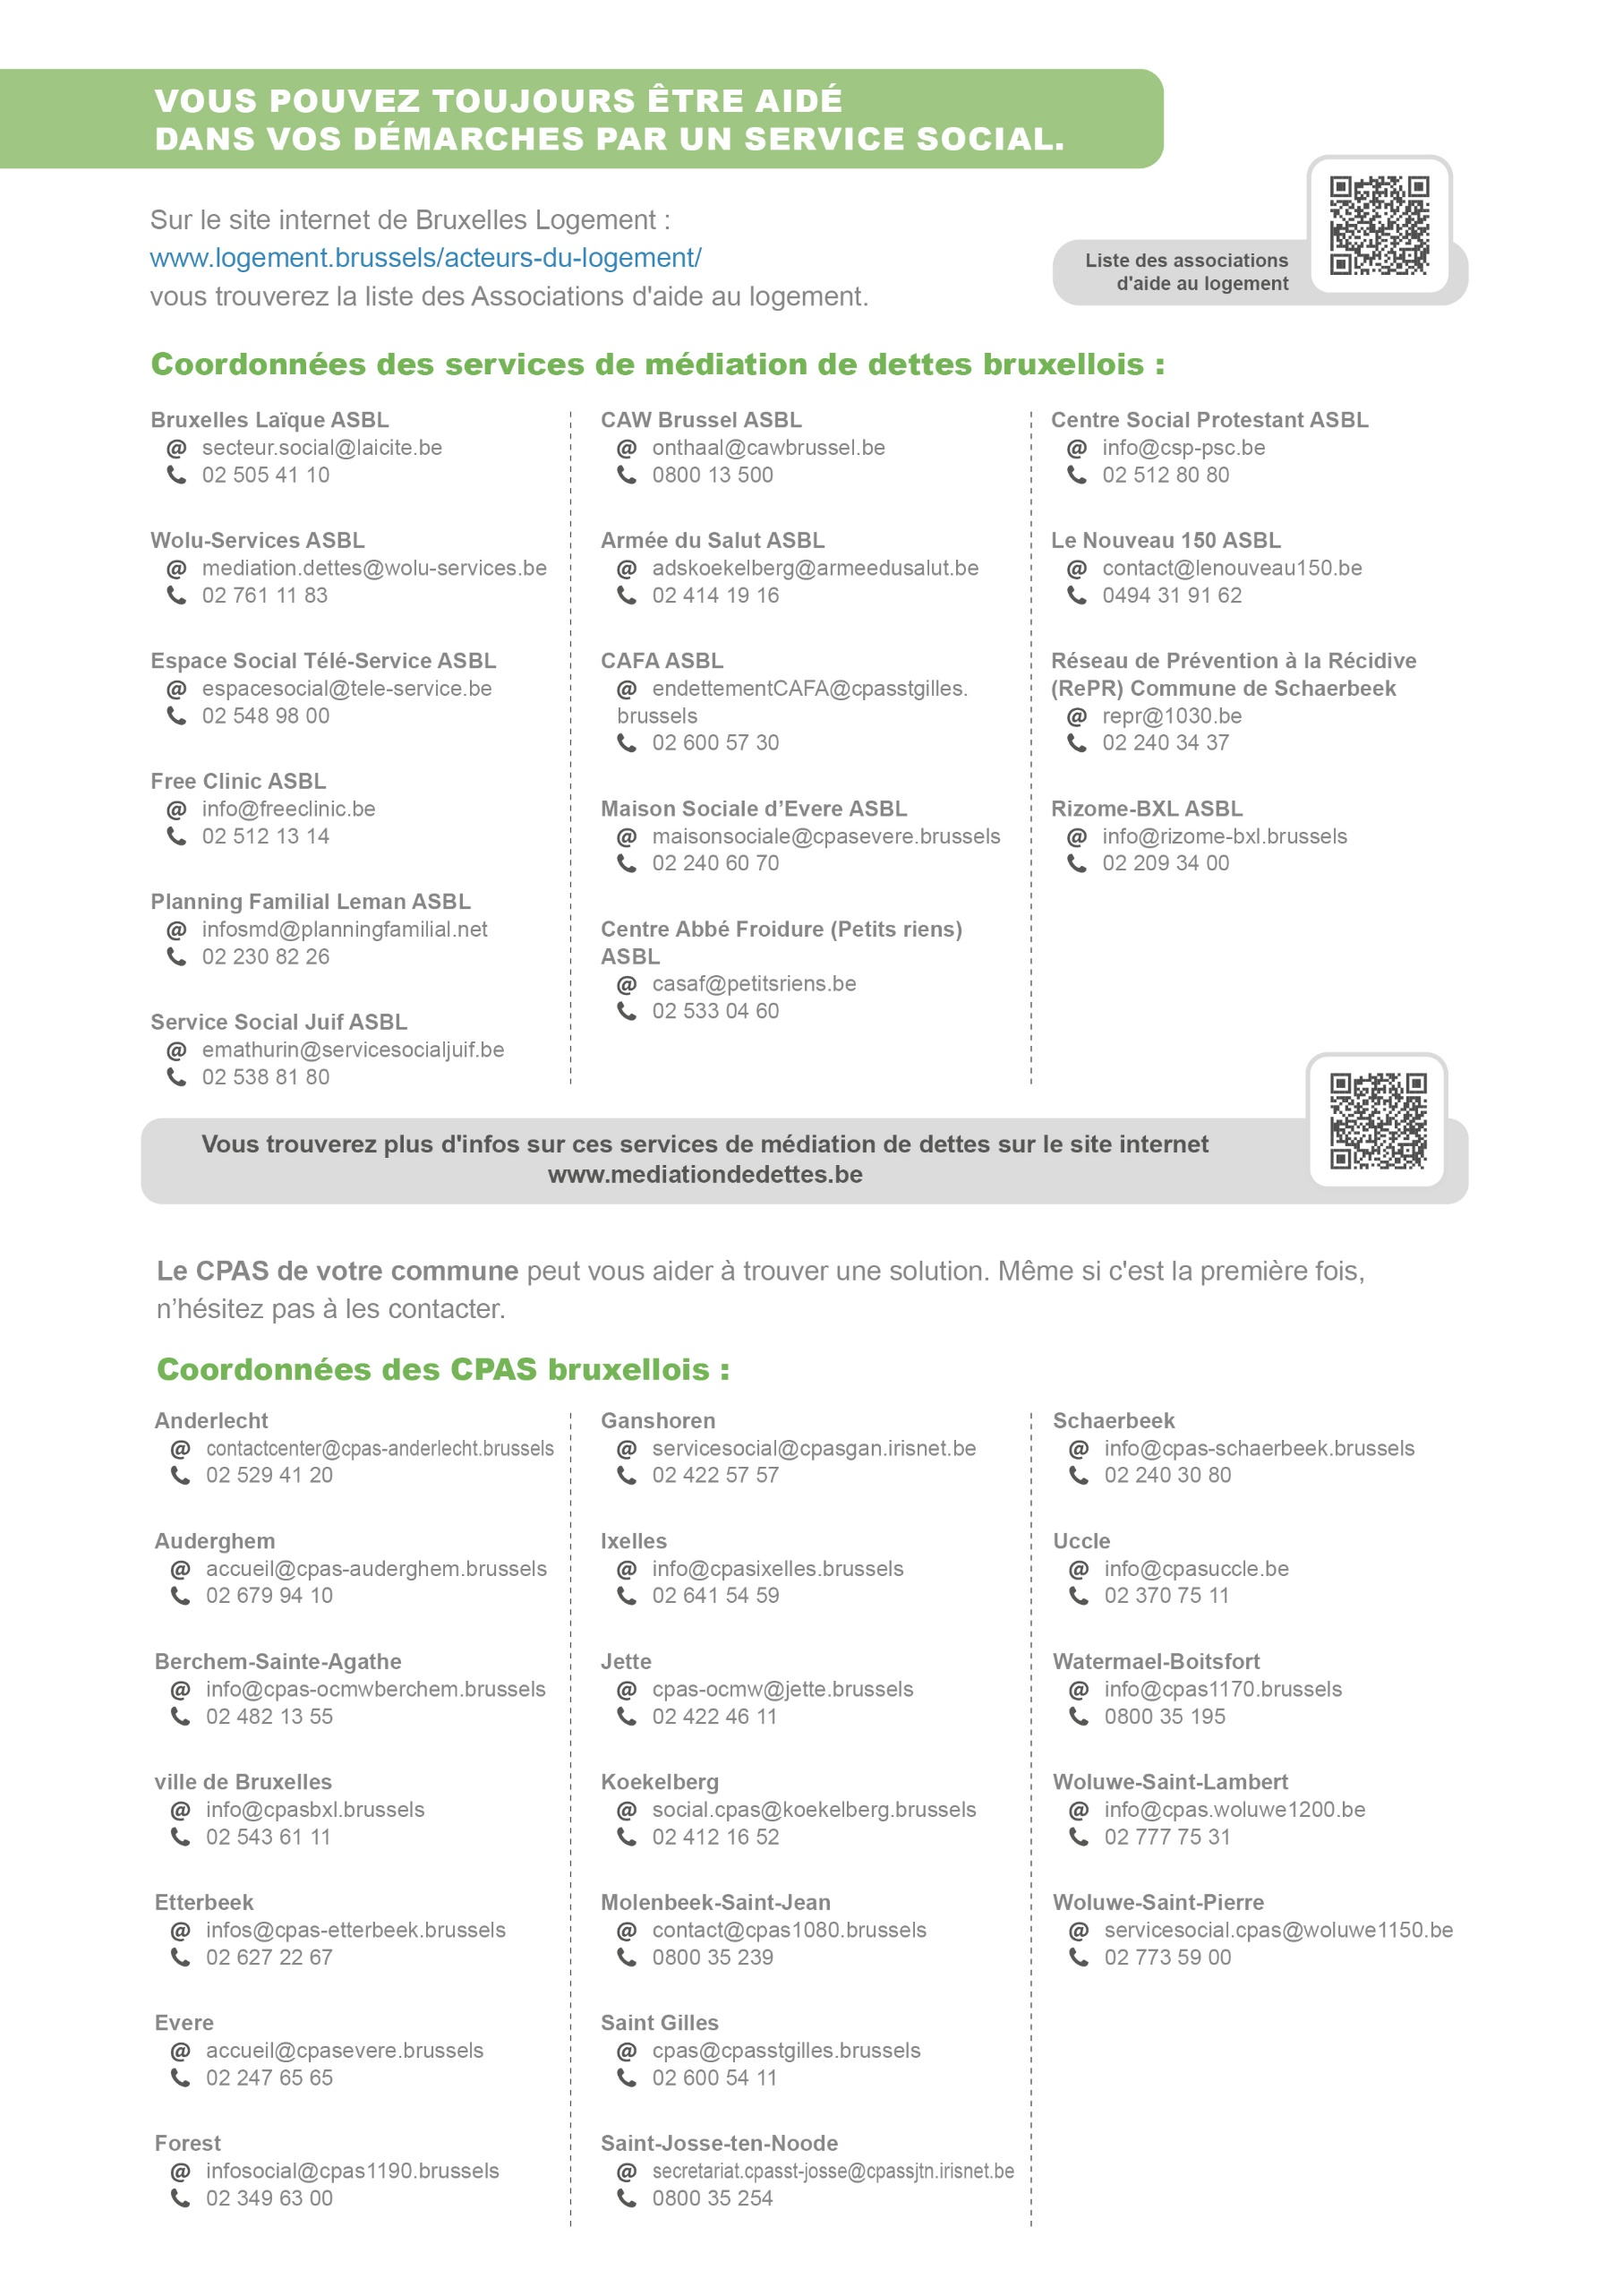 VOUS POUVEZ TOUJOURS ÊTRE AIDÉ
DANS VOS DÉMARCHES PAR UN SERVICE SOCIAL.
Sur le site internet de Bruxelles Logement :
www.logement.brussels/acteurs-du-logement/
vous trouverez la liste des Associations d'aide au logement.
Liste des associations
d'aide au logement
Coordonnées des services de médiation de dettes bruxellois :
Bruxelles Laïque ASBL
@ secteur.social@laicite.be
02 505 41 10
Wolu-Services ASBL
@ mediation.dettes@wolu-services.be
02 761 11 83
Espace Social Télé-Service ASBL
@ espacesocial@tele-service.be
02 548 98 00
Free Clinic ASBL
@ info@freeclinic.be
02 512 13 14
Planning Familial Leman ASBL
@ infosmd@planningfamilial.net
02 230 82 26
Service Social Juif ASBL
@ emathurin@servicesocialjuif.be
02 538 81 80
CAW Brussel ASBL
@ onthaal@cawbrussel.be
0800 13 500
Armée du Salut ASBL
@ adskoekelberg@armeedusalut.be
02 414 19 16
CAFA ASBL
@ endettementCAFA@cpasstgilles.
brussels
02 600 57 30
Maison Sociale d’Evere ASBL
@ maisonsociale@cpasevere.brussels
02 240 60 70
Centre Abbé Froidure (Petits riens)
ASBL
@ casaf@petitsriens.be
02 533 04 60
Centre Social Protestant ASBL
@ info@csp-psc.be
02 512 80 80
Le Nouveau 150 ASBL
@ contact@lenouveau150.be
0494 31 91 62
Réseau de Prévention à la Récidive
(RePR) Commune de Schaerbeek
@ repr@1030.be
02 240 34 37
Rizome-BXL ASBL
@ info@rizome-bxl.brussels
02 209 34 00
Vous trouverez plus d'infos sur ces services de médiation de dettes sur le site internet
www.mediationdedettes.be
Le CPAS de votre commune peut vous aider à trouver une solution. Même si c'est la première fois,
n’hésitez pas à les contacter.
Coordonnées des CPAS bruxellois :
Anderlecht
@ contactcenter@cpas-anderlecht.brussels
02 529 41 20
Auderghem
@ accueil@cpas-auderghem.brussels
02 679 94 10
Berchem-Sainte-Agathe
@ info@cpas-ocmwberchem.brussels
02 482 13 55
ville de Bruxelles
@ info@cpasbxl.brussels
02 543 61 11
Etterbeek
@ infos@cpas-etterbeek.brussels
02 627 22 67
Evere
@ accueil@cpasevere.brussels
02 247 65 65
Forest
@ infosocial@cpas1190.brussels
02 349 63 00
Ganshoren
@ servicesocial@cpasgan.irisnet.be
02 422 57 57
Ixelles
@ info@cpasixelles.brussels
02 641 54 59
Jette
@ cpas-ocmw@jette.brussels
02 422 46 11
Koekelberg
@ social.cpas@koekelberg.brussels
02 412 16 52
Molenbeek-Saint-Jean
@ contact@cpas1080.brussels
0800 35 239
Saint Gilles
@ cpas@cpasstgilles.brussels
02 600 54 11
Saint-Josse-ten-Noode
@ secretariat.cpasst-josse@cpassjtn.irisnet.be
0800 35 254
Schaerbeek
@ info@cpas-schaerbeek.brussels
02 240 30 80
Uccle
@ info@cpasuccle.be
02 370 75 11
Watermael-Boitsfort
@ info@cpas1170.brussels
0800 35 195
Woluwe-Saint-Lambert
@ info@cpas.woluwe1200.be
02 777 75 31
Woluwe-Saint-Pierre
@ servicesocial.cpas@woluwe1150.be
02 773 59 00